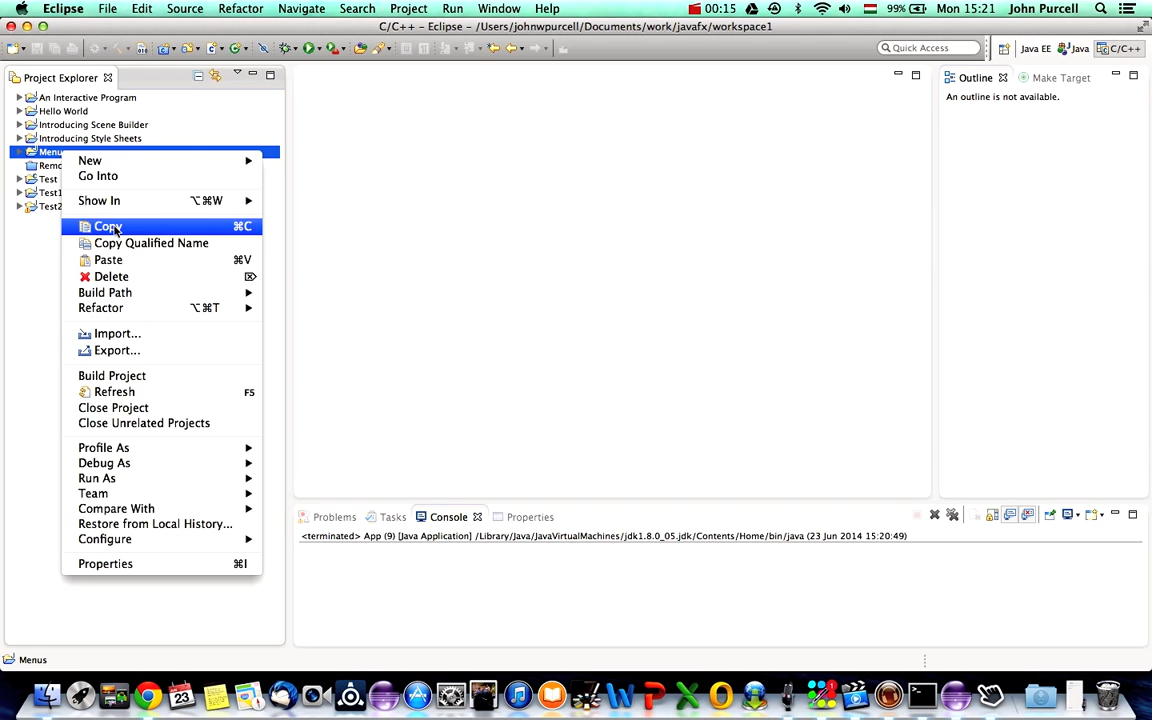 Eclipse File Edit Source Refactor Navigate Search Project Run Window Help 00:15 99% Mon 15:21 John Purcell
C/C++ - Eclipse - /Users/johnwpurcell/Documents/work/javafx/workspace1
Quick Access Java EE Java C/C++
Project Explorer
An Interactive Program
Hello World
Introducing Scene Builder
Introducing Style Sheets
Menu
Remo
Test
Test1
Test2
New
Go Into
Show In ⌥⌘W
Copy ⌘C
Copy Qualified Name
Paste ⌘V
Delete ⌦
Build Path
Refactor ⌥⌘T
Import...
Export...
Build Project
Refresh F5
Close Project
Close Unrelated Projects
Profile As
Debug As
Run As
Team
Compare With
Restore from Local History...
Configure
Properties ⌘I
Outline Make Target
An outline is not available.
Problems Tasks Console Properties
<terminated> App (9) [Java Application] /Library/Java/JavaVirtualMachines/jdk1.8.0_05.jdk/Contents/Home/bin/java (23 Jun 2014 15:20:49)
Menus
23